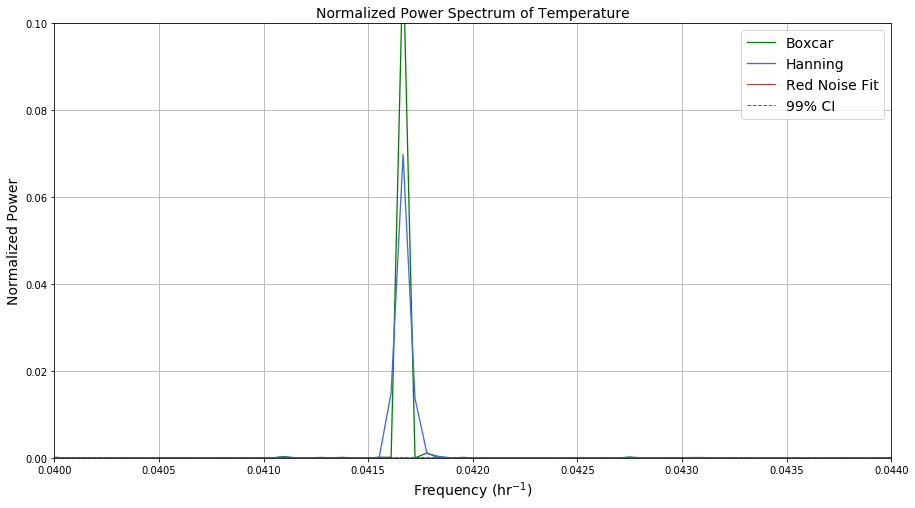 Normalized Power Spectrum of Temperature
0.10
0.08
0.06
0.04
0.02
0.00
Normalized Power
Boxcar
Hanning
Red Noise Fit
99% CI
0.0400 0.0405 0.0410 0.0415 0.0420 0.0425 0.0430 0.0435 0.0440
Frequency (hr⁻¹)